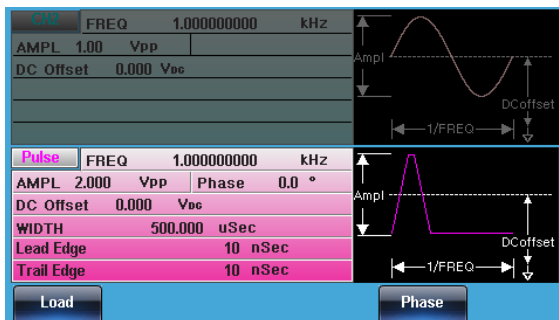 CH2 FREQ 1.000000000 kHz
AMPL 1.00 Vpp
DC Offset 0.000 VDC
Ampl
DCoffset
1/FREQ
Pulse FREQ 1.000000000 kHz
AMPL 2.000 Vpp Phase 0.0 °
DC Offset 0.000 VDC
WIDTH 500.000 uSec
Lead Edge 10 nSec
Trail Edge 10 nSec
Ampl
DCoffset
1/FREQ
Load Phase